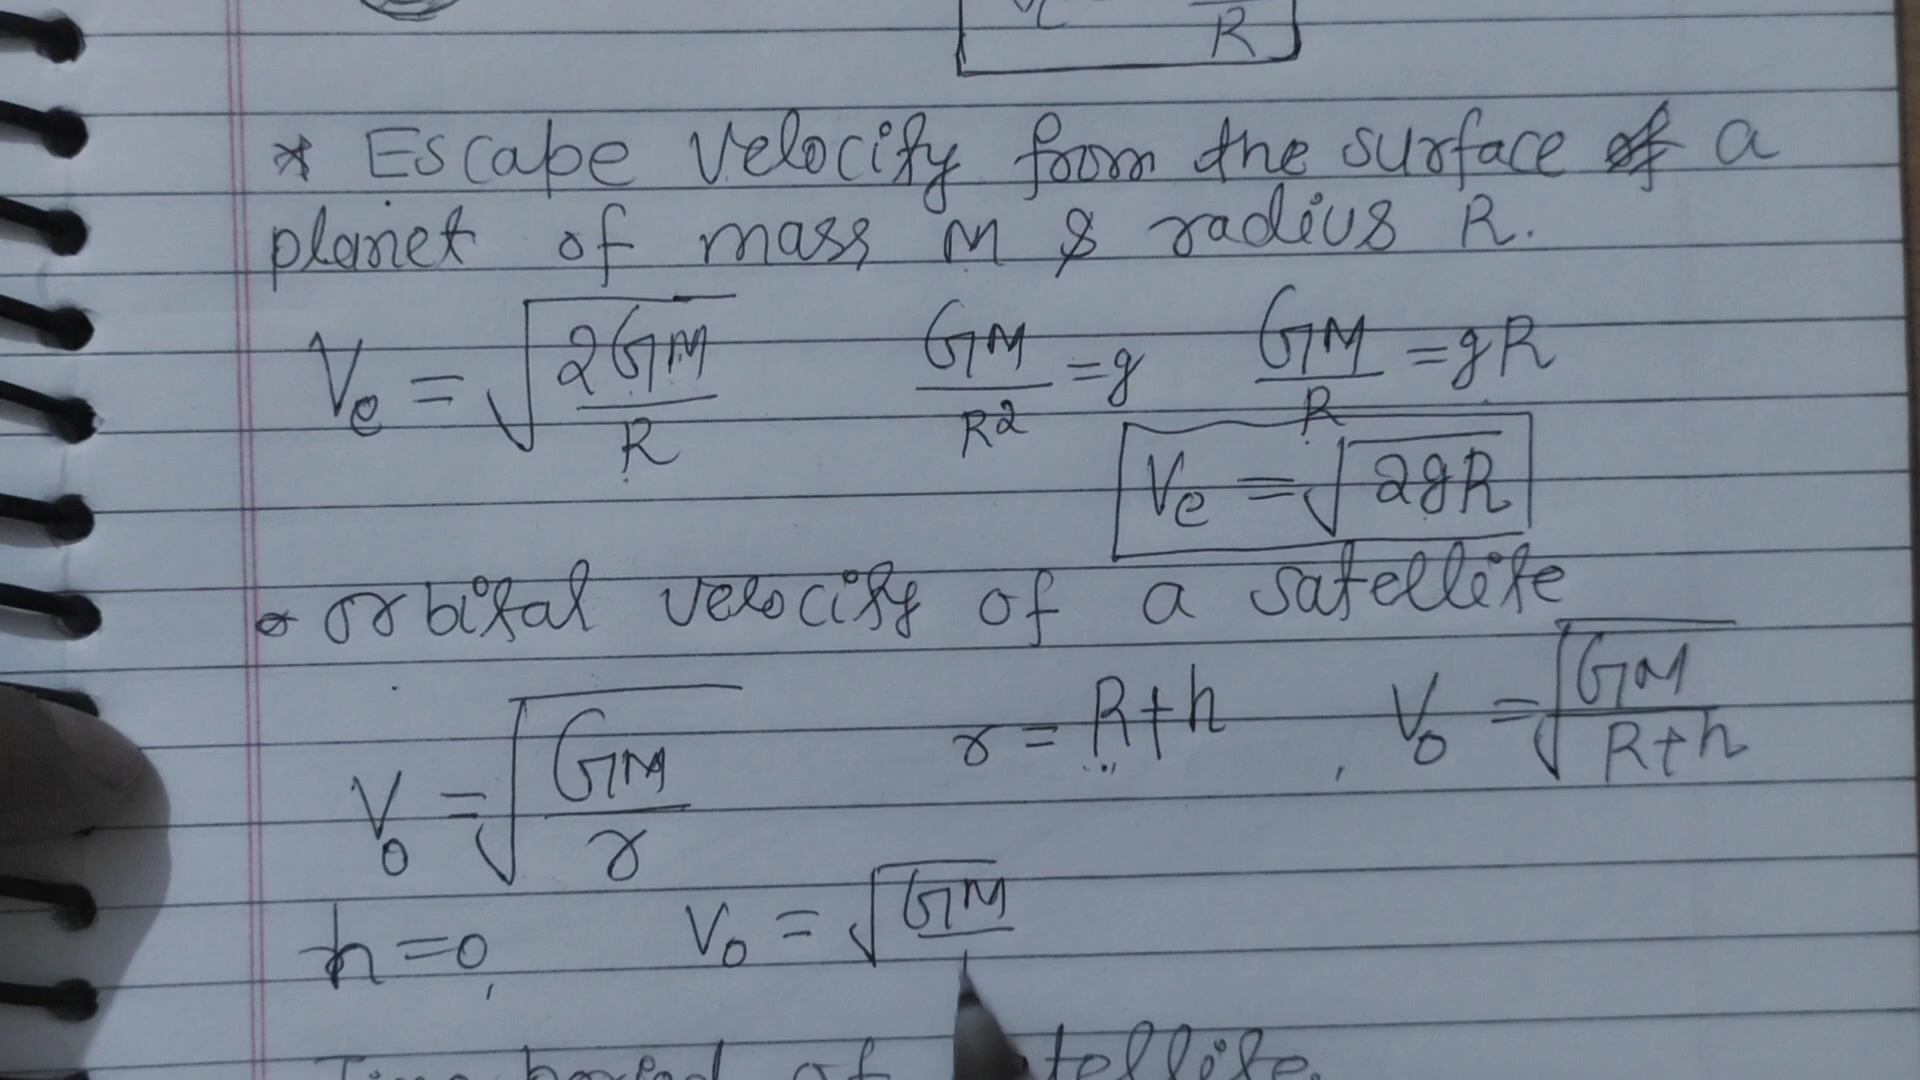 R
* Escape velocity from the surface of a
planet of mass M & radius R.
Ve = √(2GM/R) GM/R² = g GM/R = gR
Ve = √2gR
* orbital velocity of a satellite
Vo = √(GM/r) r = R+h , Vo = √(GM/R+h)
h=0, Vo = √GM
of